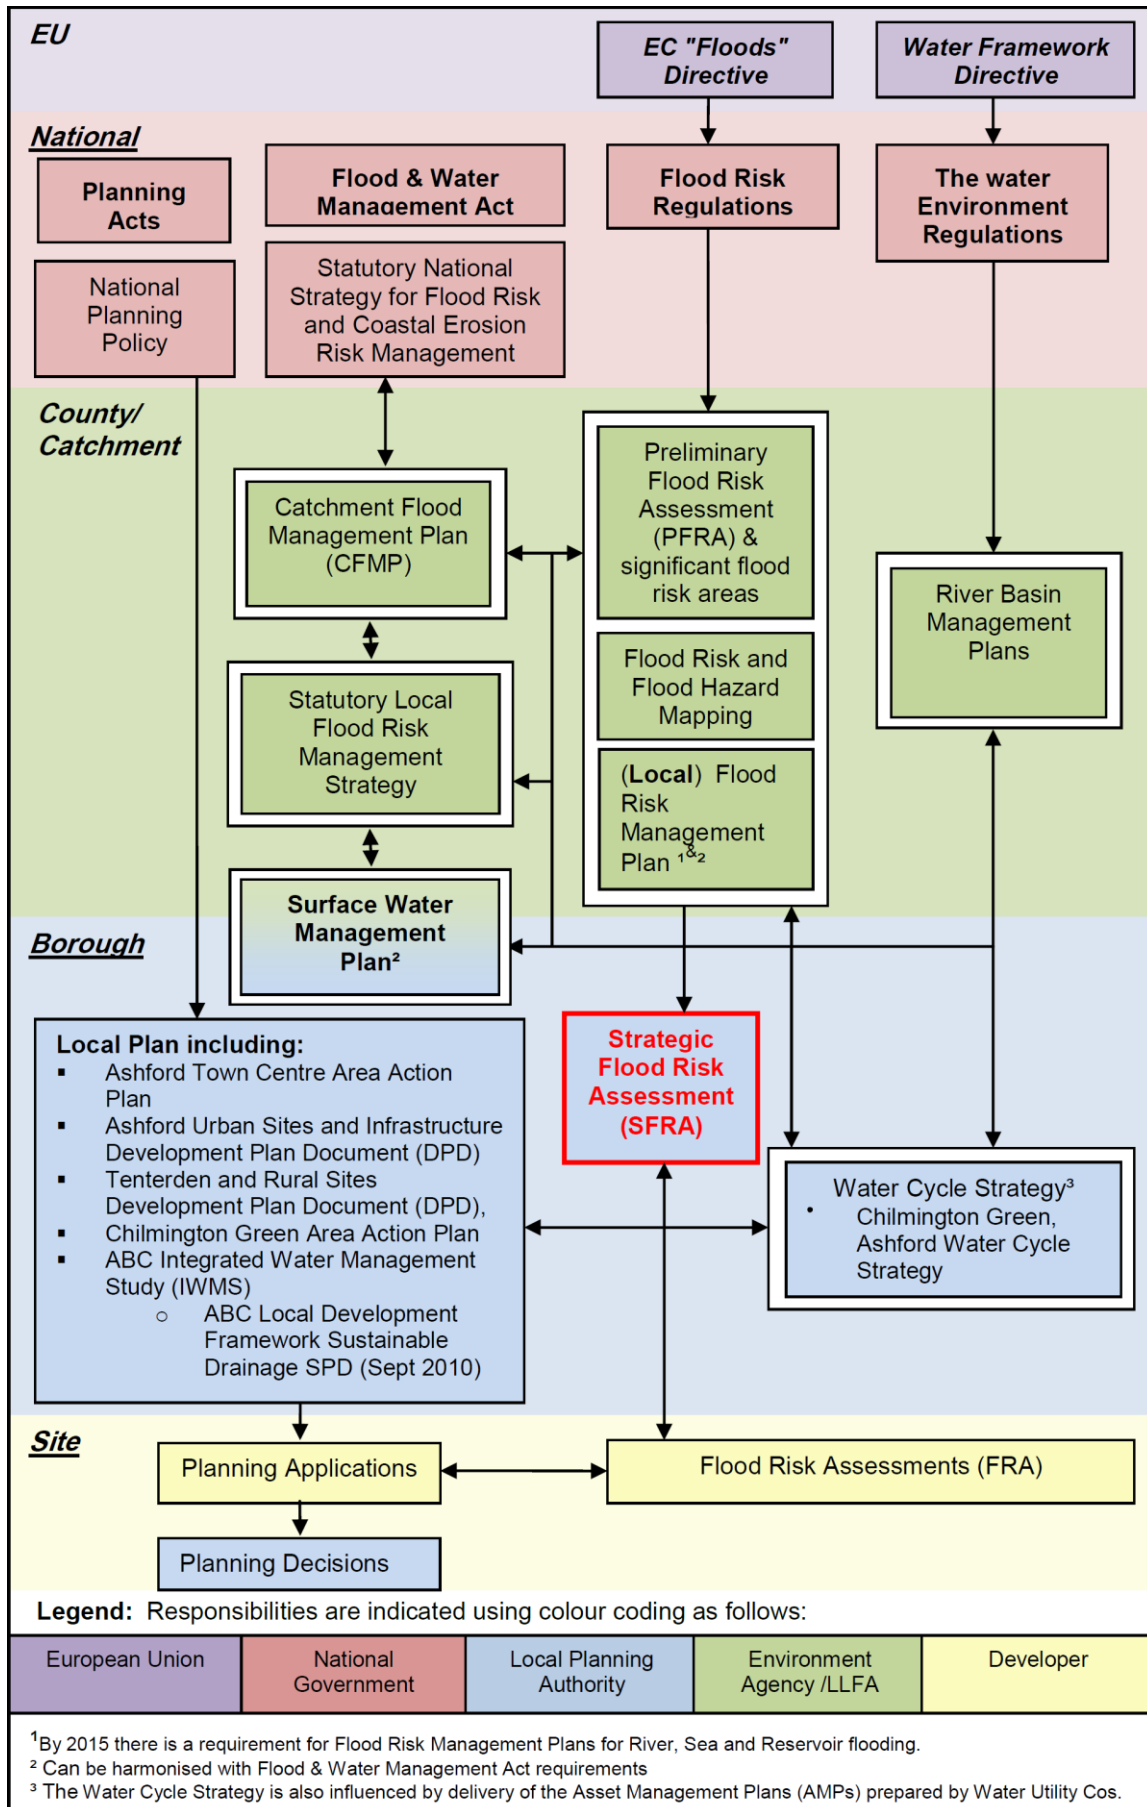 EU
EC "Floods"
Directive
Water Framework
Directive
National
Planning
Acts
Flood & Water
Management Act
Flood Risk
Regulations
The water
Environment
Regulations
National
Planning
Policy
Statutory National
Strategy for Flood Risk
and Coastal Erosion
Risk Management
County/
Catchment
Catchment Flood
Management Plan
(CFMP)
Preliminary
Flood Risk
Assessment
(PFRA) &
significant flood
risk areas
River Basin
Management
Plans
Statutory Local
Flood Risk
Management
Strategy
Flood Risk and
Flood Hazard
Mapping
(Local) Flood
Risk
Management
Plan ¹&²
Borough
Surface Water
Management
Plan²
Local Plan including:
▪ Ashford Town Centre Area Action
Plan
▪ Ashford Urban Sites and Infrastructure
Development Plan Document (DPD)
▪ Tenterden and Rural Sites
Development Plan Document (DPD),
▪ Chilmington Green Area Action Plan
▪ ABC Integrated Water Management
Study (IWMS)
o ABC Local Development
Framework Sustainable
Drainage SPD (Sept 2010)
Strategic
Flood Risk
Assessment
(SFRA)
Water Cycle Strategy³
• Chilmington Green,
Ashford Water Cycle
Strategy
Site
Planning Applications
Flood Risk Assessments (FRA)
Planning Decisions
Legend: Responsibilities are indicated using colour coding as follows:
European Union
National
Government
Local Planning
Authority
Environment
Agency /LLFA
Developer
¹By 2015 there is a requirement for Flood Risk Management Plans for River, Sea and Reservoir flooding.
² Can be harmonised with Flood & Water Management Act requirements
³ The Water Cycle Strategy is also influenced by delivery of the Asset Management Plans (AMPs) prepared by Water Utility Cos.